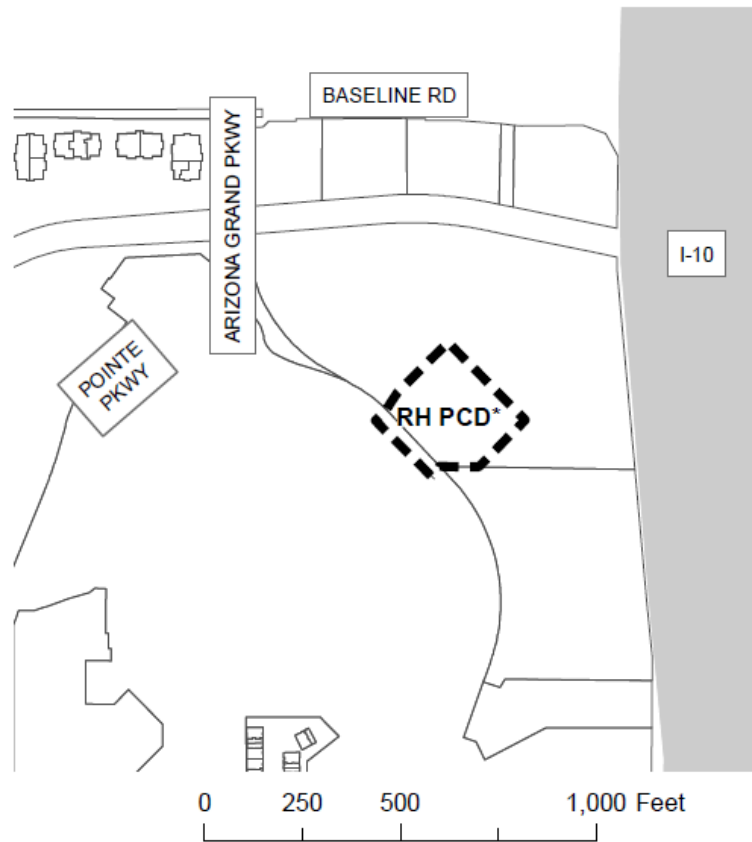 BASELINE RD
ARIZONA GRAND PKWY
I-10
POINTE
PKWY
RH PCD*
0 250 500 1,000 Feet